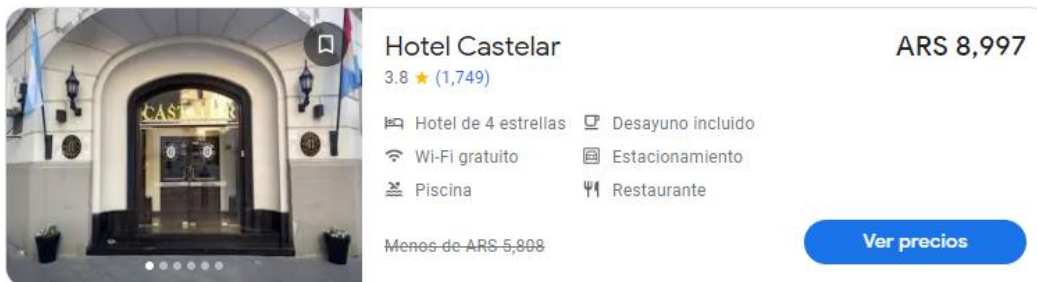 Hotel Castelar
ARS 8,997
3.8 ★ (1,749)
Hotel de 4 estrellas Desayuno incluido
Wi-Fi gratuito Estacionamiento
Piscina Restaurante
Menos de ARS 5,808
Ver precios
CASTELAR